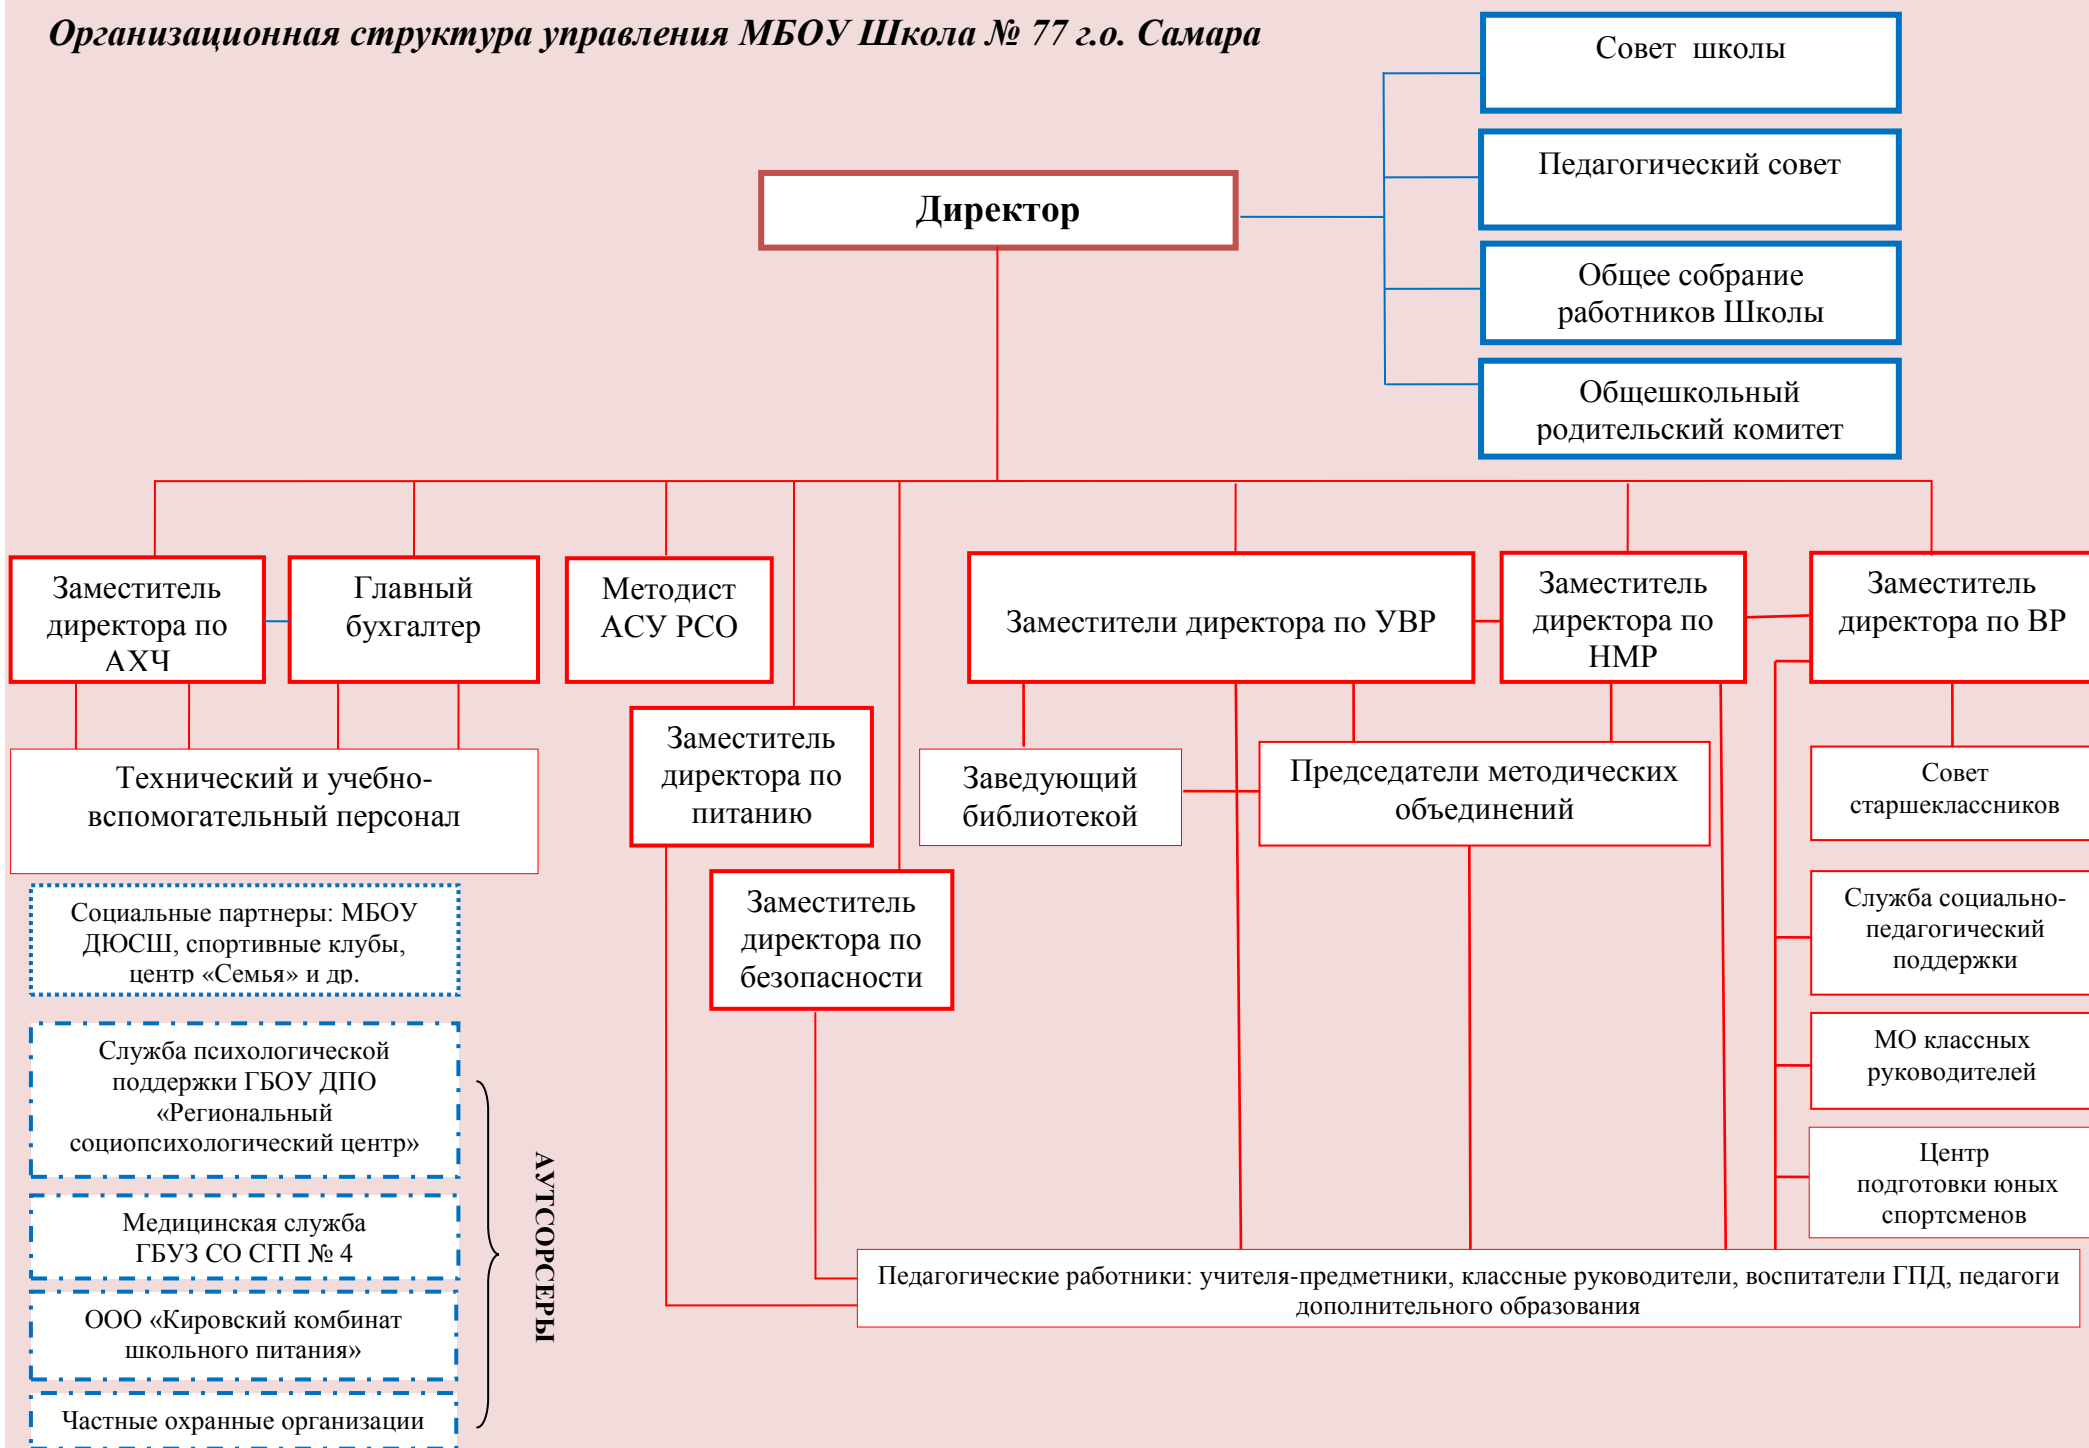 Организационная структура управления МБОУ Школа № 77 г.о. Самара
Совет школы
Педагогический совет
Директор
Общее собрание
работников Школы
Общешкольный
родительский комитет
Заместитель
директора по
АХЧ
Главный
бухгалтер
Методист
АСУ РСО
Заместители директора по УВР
Заместитель
директора по
НМР
Заместитель
директора по ВР
Технический и учебно-
вспомогательный персонал
Заместитель
директора по
питанию
Заведующий
библиотекой
Председатели методических
объединений
Совет
старшеклассников
Социальные партнеры: МБОУ
ДЮСШ, спортивные клубы,
центр «Семья» и др.
Заместитель
директора по
безопасности
Служба социально-
педагогический
поддержки
Служба психологической
поддержки ГБОУ ДПО
«Региональный
социопсихологический центр»
МО классных
руководителей
Центр
подготовки юных
спортсменов
Медицинская служба
ГБУЗ СО СГП № 4
АУТСОРСЕРЫ
Педагогические работники: учителя-предметники, классные руководители, воспитатели ГПД, педагоги
дополнительного образования
ООО «Кировский комбинат
школьного питания»
Частные охранные организации